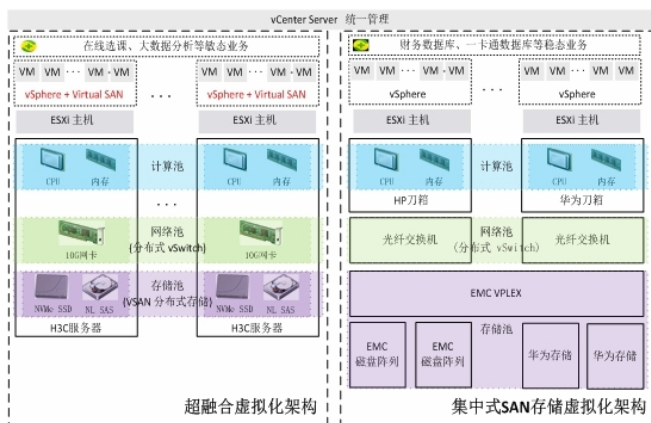 vCenter Server 统一管理
在线选课、大数据分析等敏态业务
VM VM ··· VM - VM
VM VM ··· VM - VM
vSphere + Virtual SAN
···
vSphere + Virtual SAN
ESXi 主机
ESXi 主机
CPU 内存
计算池
CPU 内存
···
10G网卡
网络池
(分布式 vSwitch)
10G网卡
NVMe SSD NL SAS
存储池
(VSAN 分布式存储)
NVMe SSD NL SAS
H3C服务器
H3C服务器
超融合虚拟化架构
财务数据库、一卡通数据库等稳态业务
VM VM ··· VM - VM
VM VM VM VM
vSphere
···
vSphere
ESXi 主机
ESXi 主机
CPU 内存
计算池
CPU 内存
HP刀箱
···
华为刀箱
光纤交换机
网络池
(分布式 vSwitch)
光纤交换机
EMC VPLEX
EMC
磁盘阵列
EMC
磁盘阵列
存储池
华为存储
华为存储
集中式SAN存储虚拟化架构